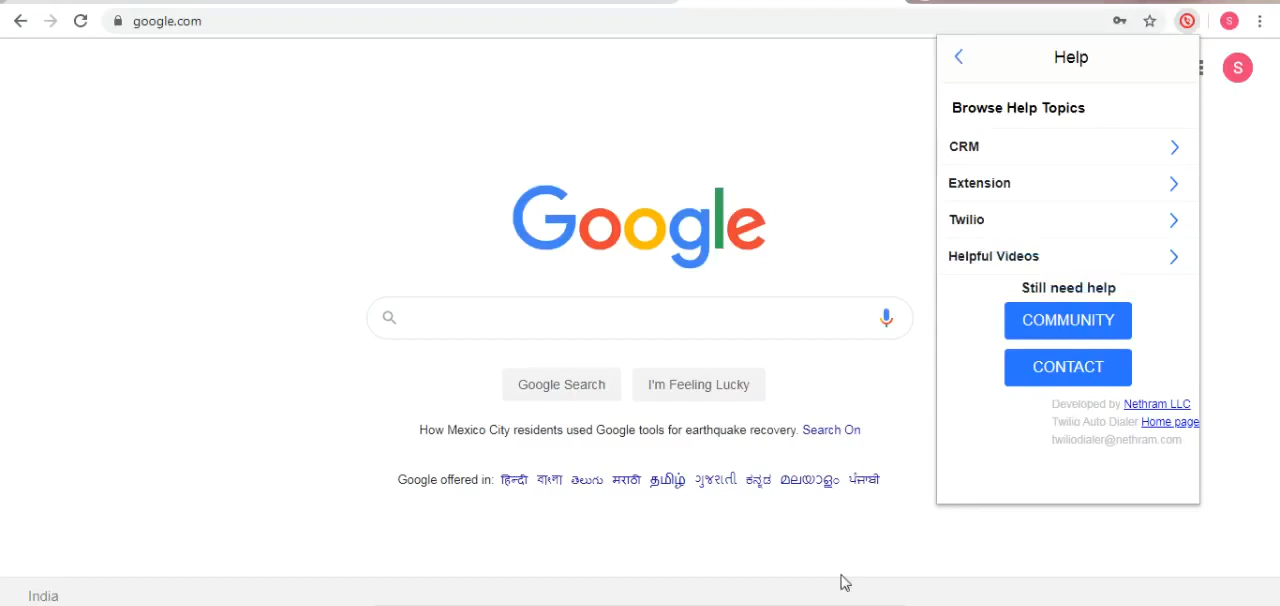 google.com
S
Help
S
Browse Help Topics
CRM
Extension
Twilio
Helpful Videos
Still need help
COMMUNITY
CONTACT
Developed by Nethram LLC
Twilio Auto Dialer Home page
twiliodialer@nethram.com
Google
Google Search I'm Feeling Lucky
How Mexico City residents used Google tools for earthquake recovery. Search On
Google offered in: हिन्दी বাংলা తెలుగు मराठी தமிழ் ગુજરાતી ಕನ್ನಡ മലയാളം ਪੰਜਾਬੀ
India